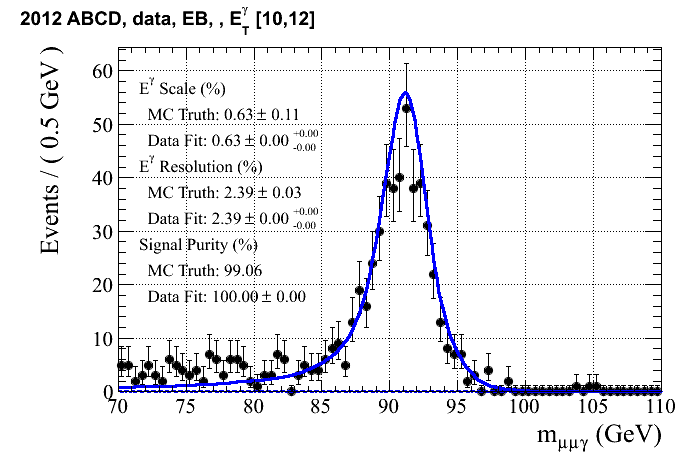 2012 ABCD, data, EB, , E_T^γ [10,12]
Events / ( 0.5 GeV )
60
50
40
30
20
10
0
E^γ Scale (%)
MC Truth: 0.63 ± 0.11
Data Fit: 0.63 ± 0.00 +0.00 -0.00
E^γ Resolution (%)
MC Truth: 2.39 ± 0.03
Data Fit: 2.39 ± 0.00 +0.00 -0.00
Signal Purity (%)
MC Truth: 99.06
Data Fit: 100.00 ± 0.00
70 75 80 85 90 95 100 105 110
m_μμγ (GeV)